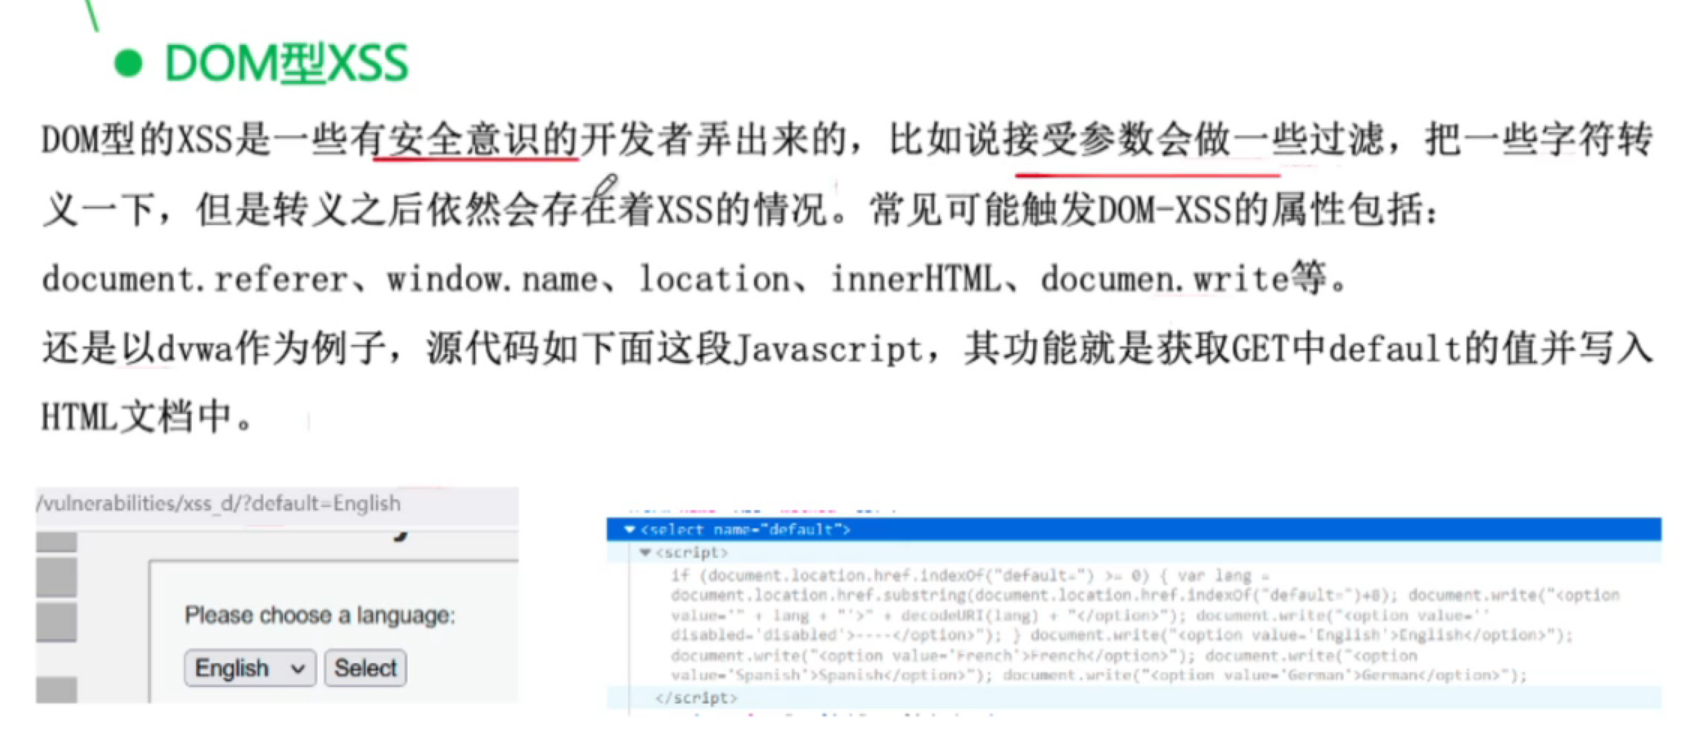 ● DOM型XSS
DOM型的XSS是一些有安全意识的开发者弄出来的，比如说接受参数会做一些过滤，把一些字符转
义一下，但是转义之后依然会存在着XSS的情况。常见可能触发DOM-XSS的属性包括：
document.referer、window.name、location、innerHTML、documen.write等。
还是以dvwa作为例子，源代码如下面这段Javascript，其功能就是获取GET中default的值并写入
HTML文档中。
/vulnerabilities/xss_d/?default=English
Please choose a language:
English Select
<select name="default">
<script>
if (document.location.href.indexOf("default=") >= 0) { var lang =
document.location.href.substring(document.location.href.indexOf("default=")+8); document.write("<option
value='" + lang + "'>" + decodeURI(lang) + "</option>"); document.write("<option value=''
disabled='disabled'>----</option>"); } document.write("<option value='English'>English</option>");
document.write("<option value='French'>French</option>"); document.write("<option
value='Spanish'>Spanish</option>"); document.write("<option value='German'>German</option>");
</script>